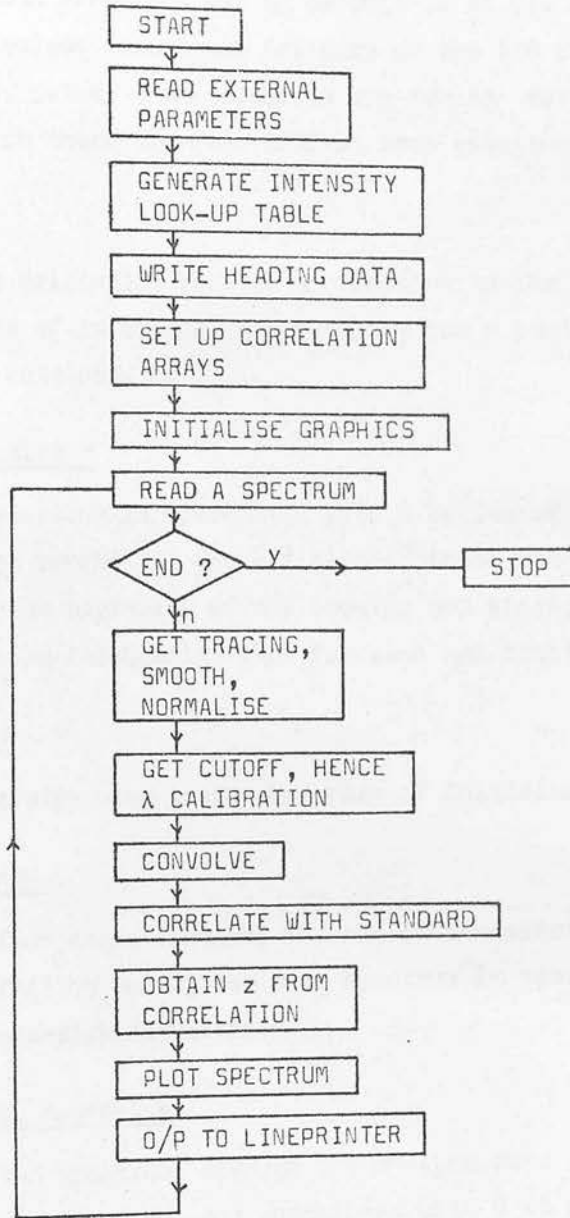 START
READ EXTERNAL
PARAMETERS
GENERATE INTENSITY
LOOK-UP TABLE
WRITE HEADING DATA
SET UP CORRELATION
ARRAYS
INITIALISE GRAPHICS
READ A SPECTRUM
END ?
Y
STOP
n
GET TRACING,
SMOOTH,
NORMALISE
GET CUTOFF, HENCE
λ CALIBRATION
CONVOLVE
CORRELATE WITH STANDARD
OBTAIN z FROM
CORRELATION
PLOT SPECTRUM
O/P TO LINEPRINTER